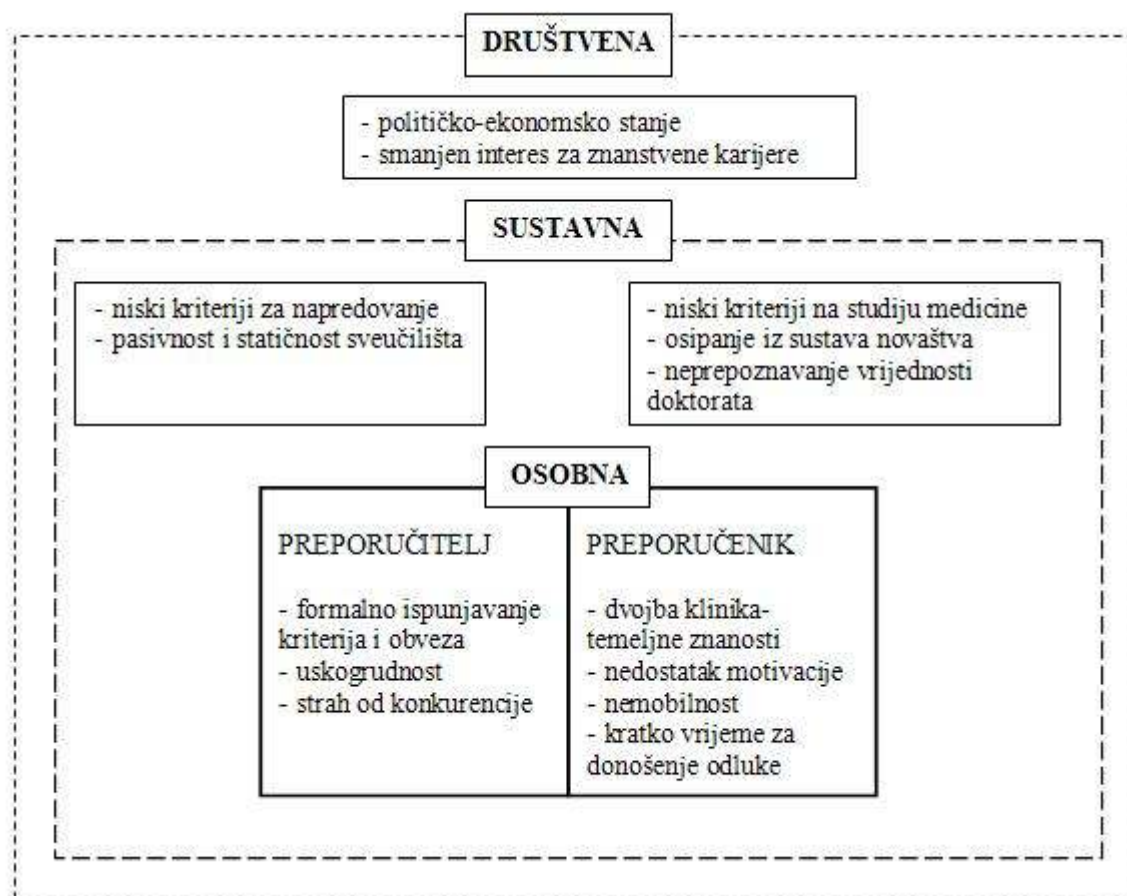 DRUŠTVENA
- političko-ekonomsko stanje
- smanjen interes za znanstvene karijere
SUSTAVNA
- niski kriteriji za napredovanje
- pasivnost i statičnost sveučilišta
- niski kriteriji na studiju medicine
- osipanje iz sustava novaštva
- neprepoznavanje vrijednosti
doktorata
OSOBNA
PREPORUČITELJ
- formalno ispunjavanje
kriterija i obveza
- uskogrudnost
- strah od konkurencije
PREPORUČENIK
- dvojba klinika-
temeljne znanosti
- nedostatak motivacije
- nemobilnost
- kratko vrijeme za
donošenje odluke